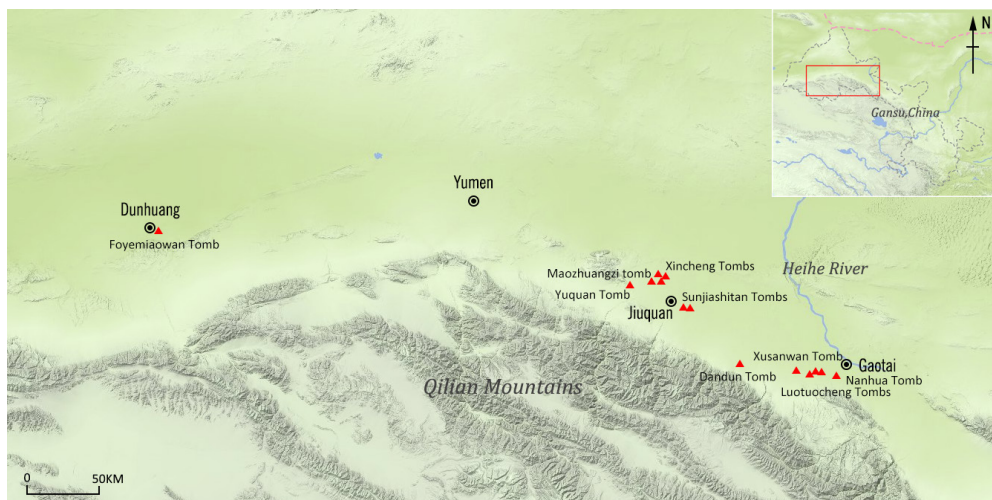 N
Gansu,China
Yumen
Dunhuang
Foyemiaowan Tomb
Heihe River
Maozhuangzi tomb
Xincheng Tombs
Yuquan Tomb
Sunjiashitan Tombs
Jiuquan
Xusanwan Tomb
Gaotai
Dandun Tomb
Nanhua Tomb
Luotuocheng Tombs
Qilian Mountains
0 50KM